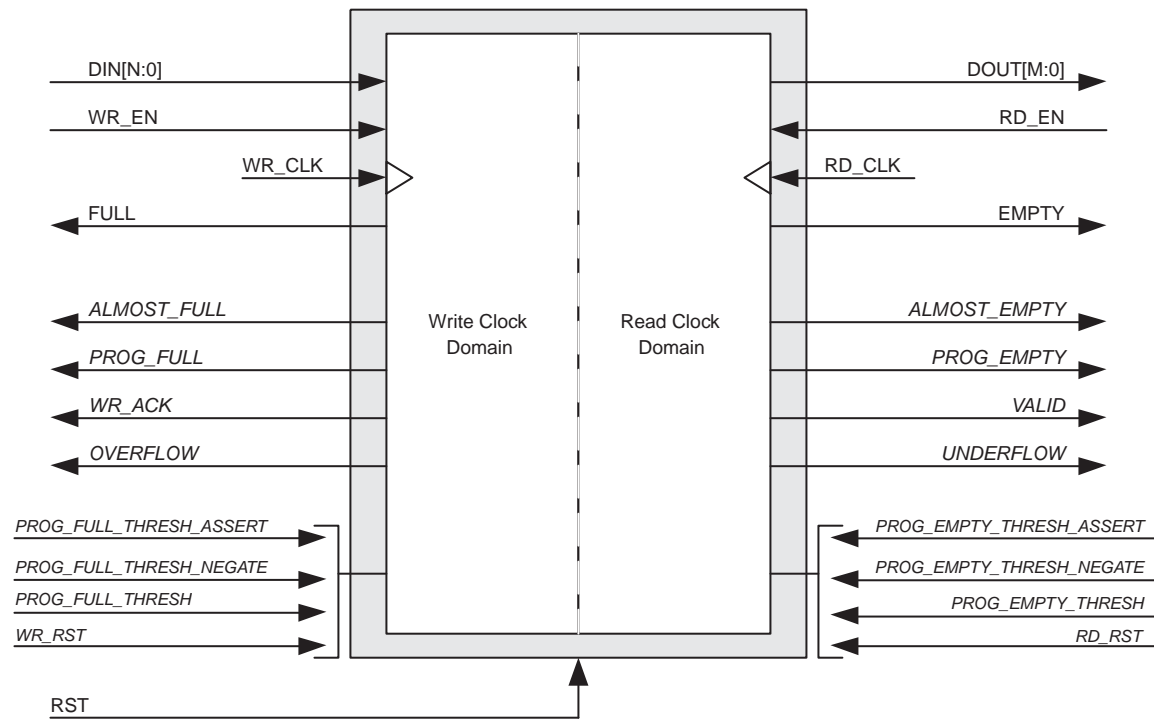 DIN[N:0]
DOUT[M:0]
WR_EN
RD_EN
WR_CLK
RD_CLK
FULL
EMPTY
ALMOST_FULL
Write Clock
Domain
Read Clock
Domain
ALMOST_EMPTY
PROG_FULL
PROG_EMPTY
WR_ACK
VALID
OVERFLOW
UNDERFLOW
PROG_FULL_THRESH_ASSERT
PROG_EMPTY_THRESH_ASSERT
PROG_FULL_THRESH_NEGATE
PROG_EMPTY_THRESH_NEGATE
PROG_FULL_THRESH
PROG_EMPTY_THRESH
WR_RST
RD_RST
RST